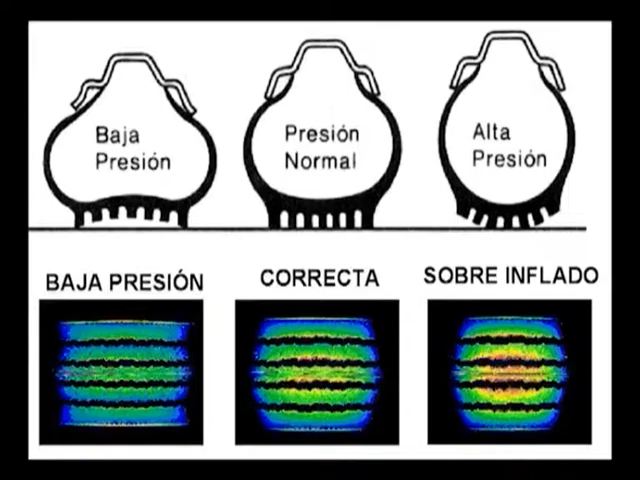 Baja
Presión
Presión
Normal
Alta
Presión
BAJA PRESIÓN
CORRECTA
SOBRE INFLADO